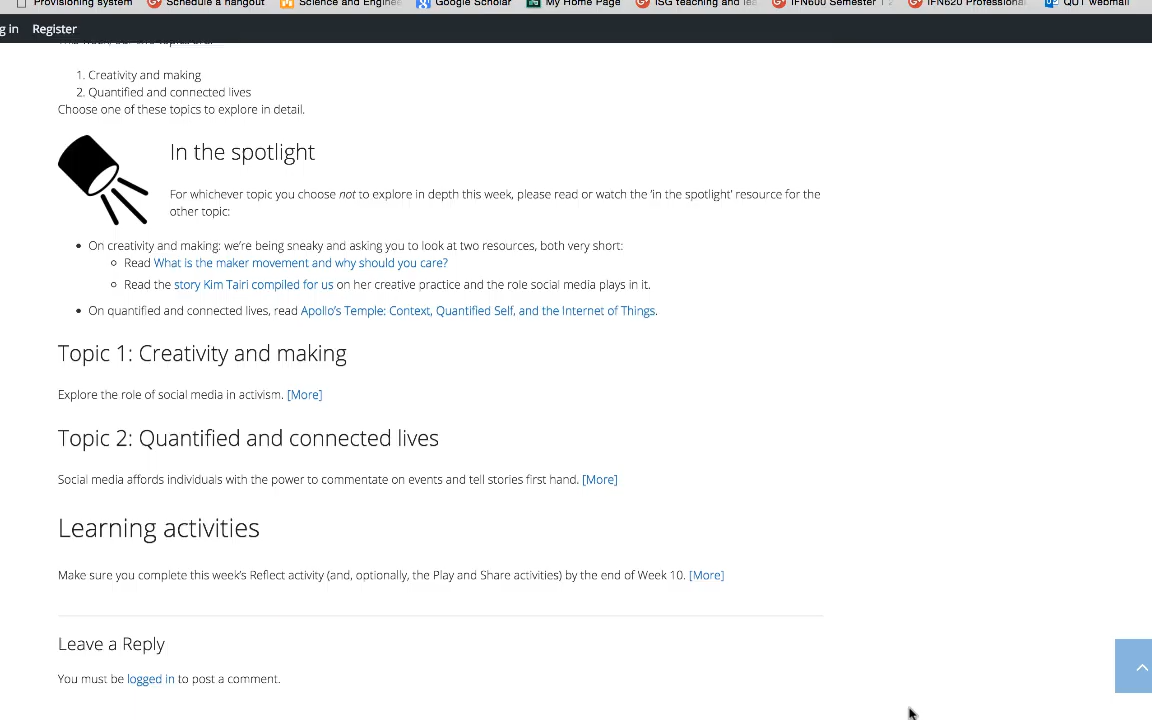 Provisioning system Schedule a hangout Science and Engine Google Scholar My Home Page ISG teaching and lea IFN600 Semester 1 2 IFN620 Professional QUT Webmail
g in Register
1. Creativity and making
2. Quantified and connected lives
Choose one of these topics to explore in detail.
In the spotlight
For whichever topic you choose not to explore in depth this week, please read or watch the 'in the spotlight' resource for the
other topic:
• On creativity and making: we're being sneaky and asking you to look at two resources, both very short:
Read What is the maker movement and why should you care?
Read the story Kim Tairi compiled for us on her creative practice and the role social media plays in it.
• On quantified and connected lives, read Apollo's Temple: Context, Quantified Self, and the Internet of Things.
Topic 1: Creativity and making
Explore the role of social media in activism. [More]
Topic 2: Quantified and connected lives
Social media affords individuals with the power to commentate on events and tell stories first hand. [More]
Learning activities
Make sure you complete this week's Reflect activity (and, optionally, the Play and Share activities) by the end of Week 10. [More]
Leave a Reply
You must be logged in to post a comment.